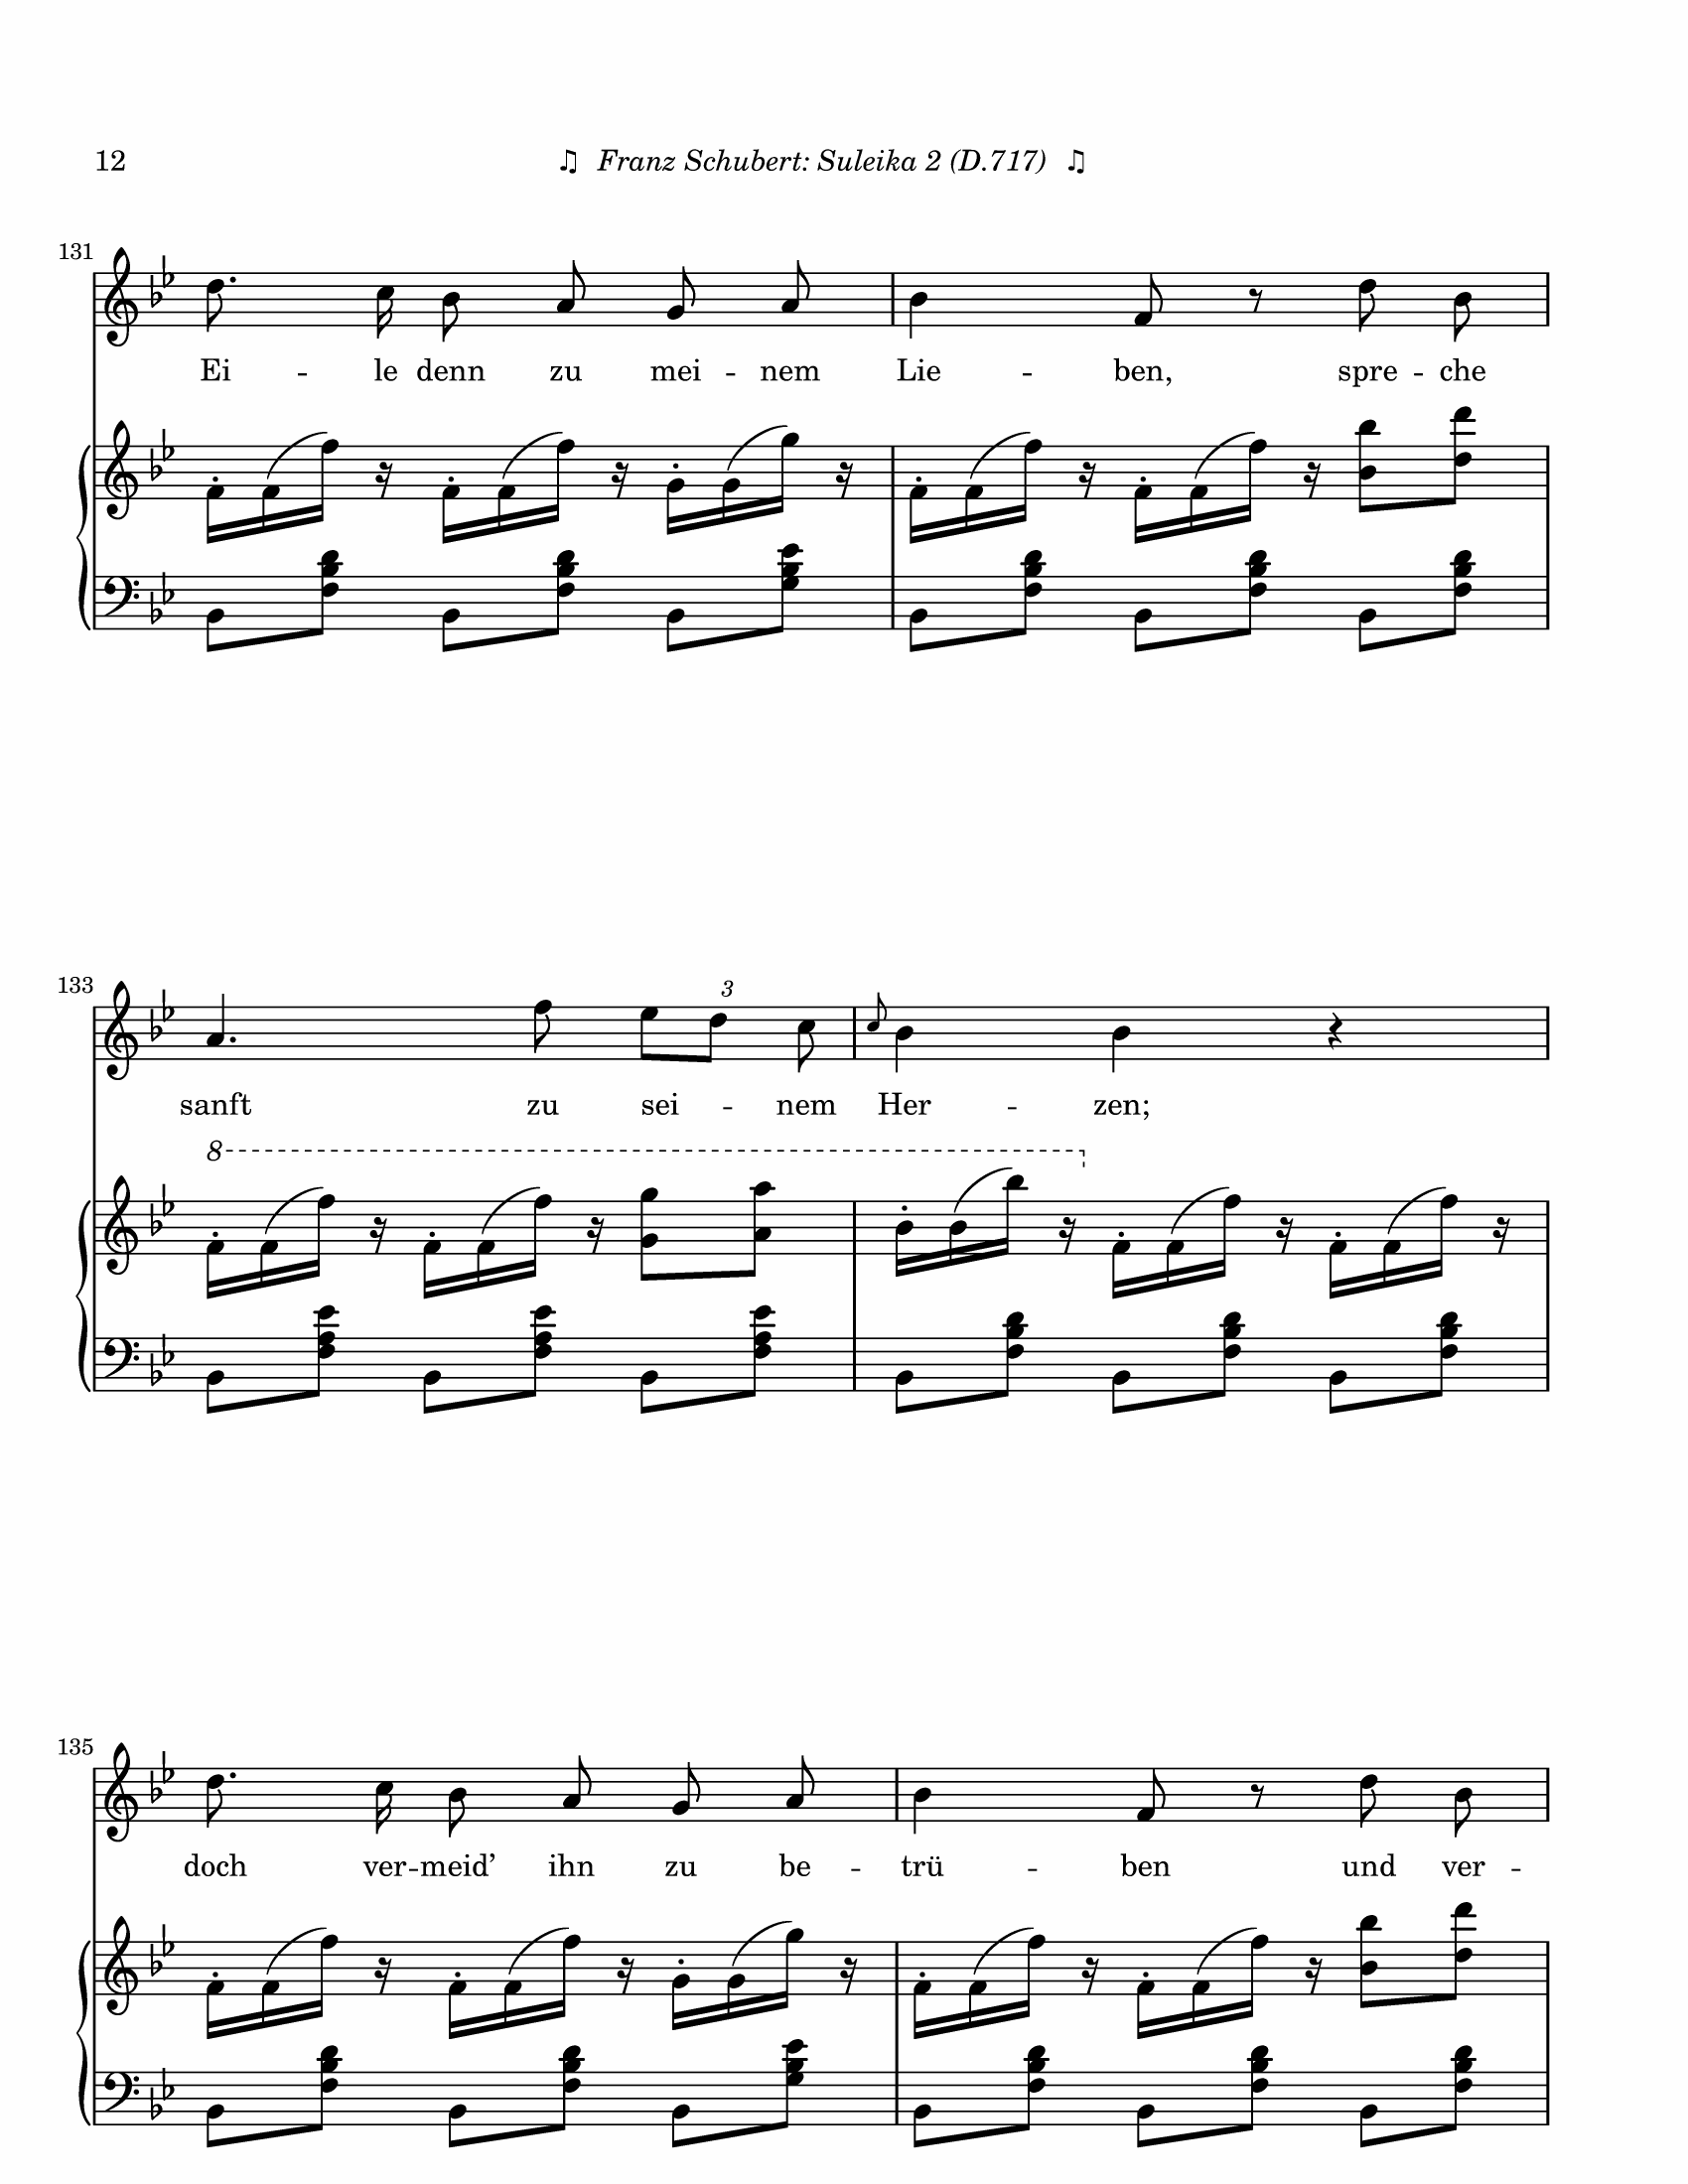 12 ♫ Franz Schubert: Suleika 2 (D.717) ♫
131
Ei -- le denn zu mei -- nem Lie -- ben, spre -- che
133
3
sanft zu sei -- nem Her -- zen;
8
135
doch ver -- meid’ ihn zu be -- trü -- ben und ver --